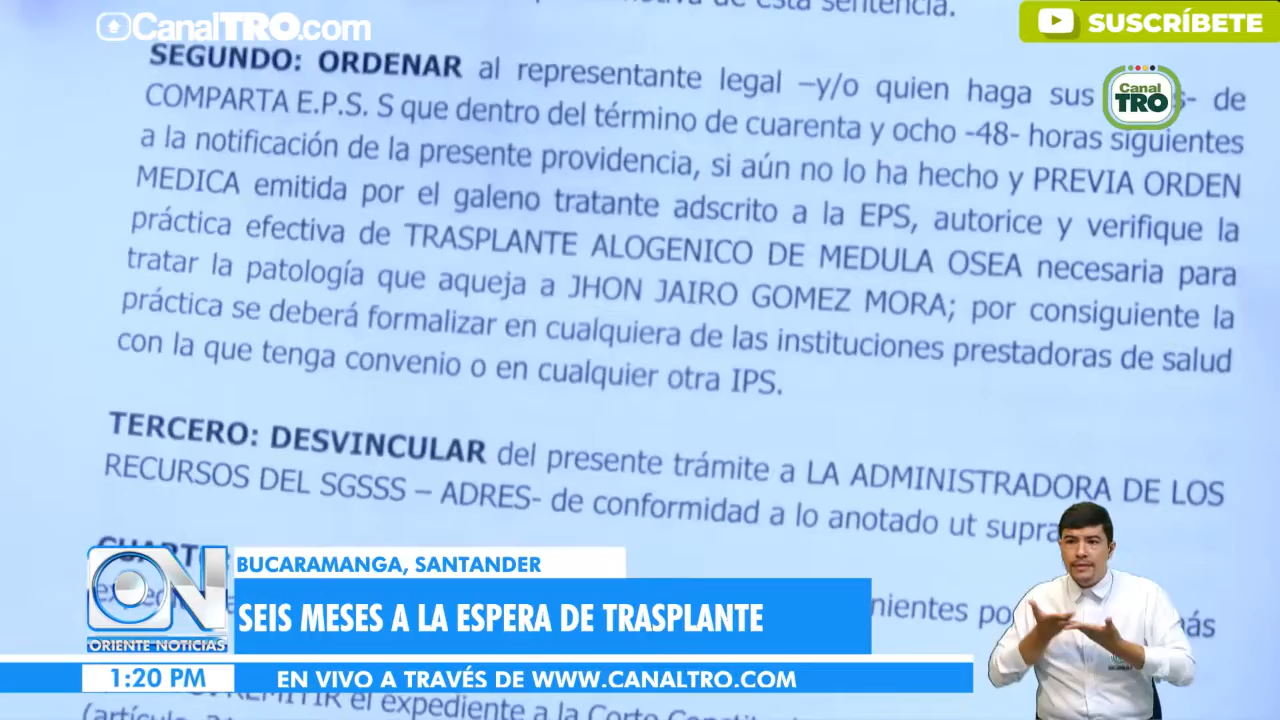 de esta sentencia.
CanalTRO.com
SUSCRÍBETE
SEGUNDO: ORDENAR al representante legal –y/o quien haga sus - de
Canal
TRO
COMPARTA E.P.S. S que dentro del término de cuarenta y ocho -48- horas siguientes
a la notificación de la presente providencia, si aún no lo ha hecho y PREVIA ORDEN
MEDICA emitida por el galeno tratante adscrito a la EPS, autorice y verifique la
práctica efectiva de TRASPLANTE ALOGENICO DE MEDULA OSEA necesaria para
tratar la patología que aqueja a JHON JAIRO GOMEZ MORA; por consiguiente la
práctica se deberá formalizar en cualquiera de las instituciones prestadoras de salud
con la que tenga convenio o en cualquier otra IPS.
TERCERO: DESVINCULAR del presente trámite a LA ADMINISTRADORA DE LOS
RECURSOS DEL SGSSS – ADRES- de conformidad a lo anotado ut supra
ON
ORIENTE NOTICIAS
BUCARAMANGA, SANTANDER
SEIS MESES A LA ESPERA DE TRASPLANTE
1:20 PM
EN VIVO A TRAVÉS DE WWW.CANALTRO.COM
REMITIR el expediente a la Corte